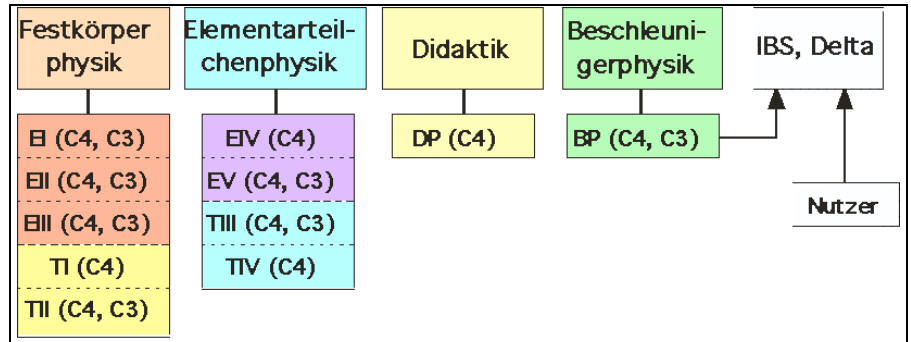 Festkörper
physik
Elementarteil-
chenphysik
Didaktik
Beschleuni-
gerphysik
IBS, Delta
EI (C4, C3)
EII (C4, C3)
EIII (C4, C3)
TI (C4)
TII (C4, C3)
EIV (C4)
EV (C4, C3)
TIII (C4, C3)
TIV (C4)
DP (C4)
BP (C4, C3)
Nutzer